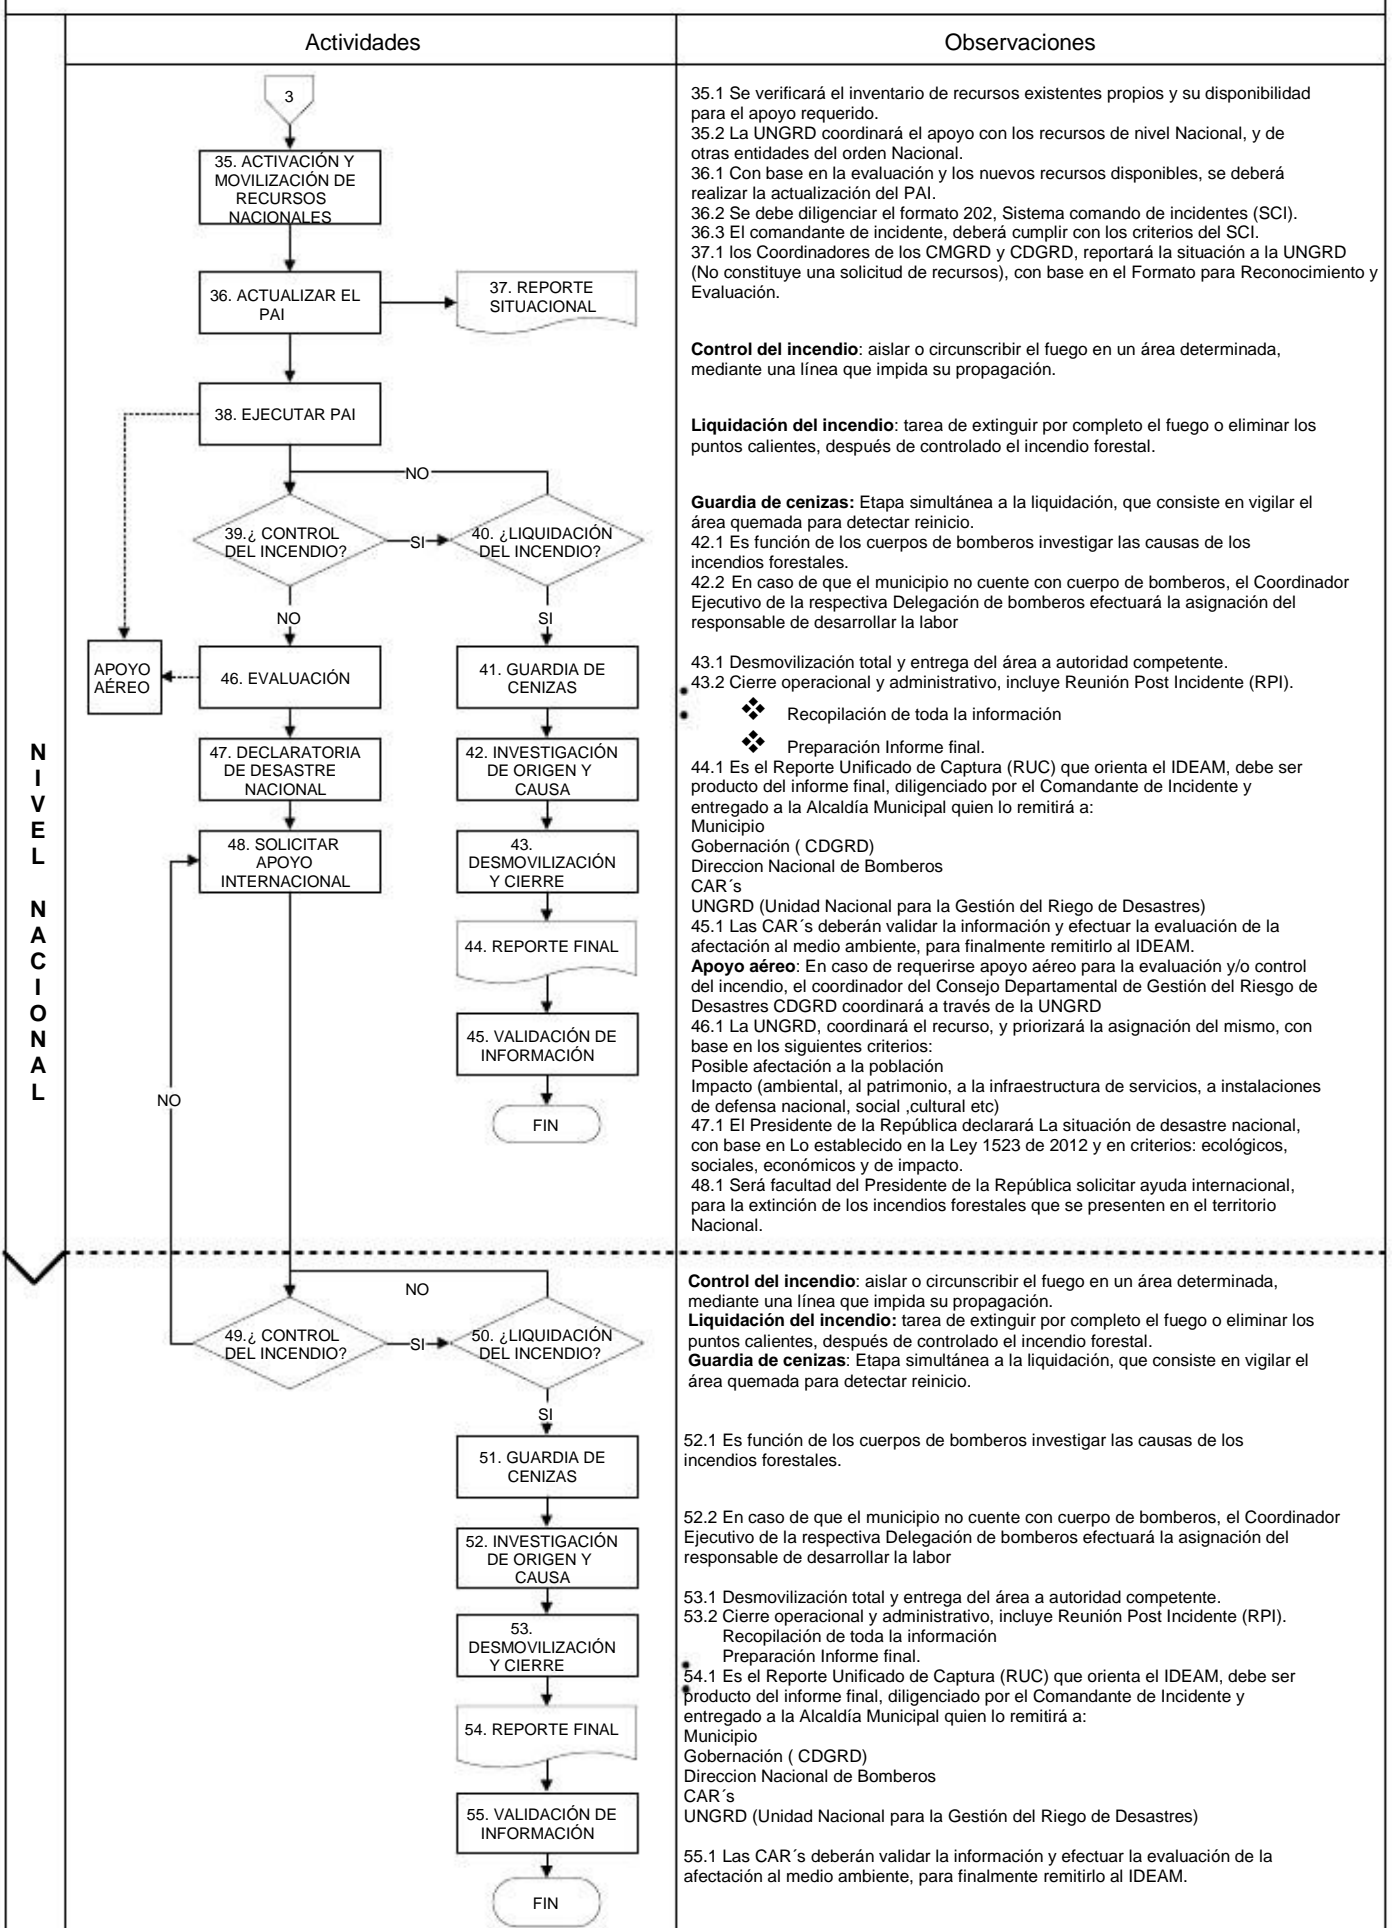 Actividades
Observaciones
3
35. ACTIVACIÓN Y
MOVILIZACIÓN DE
RECURSOS
NACIONALES
36. ACTUALIZAR EL
PAI
37. REPORTE
SITUACIONAL
38. EJECUTAR PAI
NO
39.¿ CONTROL
DEL INCENDIO?
SI
40. ¿LIQUIDACIÓN
DEL INCENDIO?
NO
SI
APOYO
AÉREO
46. EVALUACIÓN
41. GUARDIA DE
CENIZAS
47. DECLARATORIA
DE DESASTRE
NACIONAL
42. INVESTIGACIÓN
DE ORIGEN Y
CAUSA
48. SOLICITAR
APOYO
INTERNACIONAL
43.
DESMOVILIZACIÓN
Y CIERRE
44. REPORTE FINAL
45. VALIDACIÓN DE
INFORMACIÓN
NO
FIN
N
I
V
E
L
N
A
C
I
O
N
A
L
NO
49.¿ CONTROL
DEL INCENDIO?
SI
50. ¿LIQUIDACIÓN
DEL INCENDIO?
SI
51. GUARDIA DE
CENIZAS
52. INVESTIGACIÓN
DE ORIGEN Y
CAUSA
53.
DESMOVILIZACIÓN
Y CIERRE
54. REPORTE FINAL
55. VALIDACIÓN DE
INFORMACIÓN
FIN
35.1 Se verificará el inventario de recursos existentes propios y su disponibilidad
para el apoyo requerido.
35.2 La UNGRD coordinará el apoyo con los recursos de nivel Nacional, y de
otras entidades del orden Nacional.
36.1 Con base en la evaluación y los nuevos recursos disponibles, se deberá
realizar la actualización del PAI.
36.2 Se debe diligenciar el formato 202, Sistema comando de incidentes (SCI).
36.3 El comandante de incidente, deberá cumplir con los criterios del SCI.
37.1 los Coordinadores de los CMGRD y CDGRD, reportará la situación a la UNGRD
(No constituye una solicitud de recursos), con base en el Formato para Reconocimiento y
Evaluación.
Control del incendio: aislar o circunscribir el fuego en un área determinada,
mediante una línea que impida su propagación.
Liquidación del incendio: tarea de extinguir por completo el fuego o eliminar los
puntos calientes, después de controlado el incendio forestal.
Guardia de cenizas: Etapa simultánea a la liquidación, que consiste en vigilar el
área quemada para detectar reinicio.
42.1 Es función de los cuerpos de bomberos investigar las causas de los
incendios forestales.
42.2 En caso de que el municipio no cuente con cuerpo de bomberos, el Coordinador
Ejecutivo de la respectiva Delegación de bomberos efectuará la asignación del
responsable de desarrollar la labor
43.1 Desmovilización total y entrega del área a autoridad competente.
43.2 Cierre operacional y administrativo, incluye Reunión Post Incidente (RPI).
❖ Recopilación de toda la información
❖ Preparación Informe final.
44.1 Es el Reporte Unificado de Captura (RUC) que orienta el IDEAM, debe ser
producto del informe final, diligenciado por el Comandante de Incidente y
entregado a la Alcaldía Municipal quien lo remitirá a:
Municipio
Gobernación ( CDGRD)
Direccion Nacional de Bomberos
CAR´s
UNGRD (Unidad Nacional para la Gestión del Riego de Desastres)
45.1 Las CAR´s deberán validar la información y efectuar la evaluación de la
afectación al medio ambiente, para finalmente remitirlo al IDEAM.
Apoyo aéreo: En caso de requerirse apoyo aéreo para la evaluación y/o control
del incendio, el coordinador del Consejo Departamental de Gestión del Riesgo de
Desastres CDGRD coordinará a través de la UNGRD
46.1 La UNGRD, coordinará el recurso, y priorizará la asignación del mismo, con
base en los siguientes criterios:
Posible afectación a la población
Impacto (ambiental, al patrimonio, a la infraestructura de servicios, a instalaciones
de defensa nacional, social ,cultural etc)
47.1 El Presidente de la República declarará La situación de desastre nacional,
con base en Lo establecido en la Ley 1523 de 2012 y en criterios: ecológicos,
sociales, económicos y de impacto.
48.1 Será facultad del Presidente de la República solicitar ayuda internacional,
para la extinción de los incendios forestales que se presenten en el territorio
Nacional.
Control del incendio: aislar o circunscribir el fuego en un área determinada,
mediante una línea que impida su propagación.
Liquidación del incendio: tarea de extinguir por completo el fuego o eliminar los
puntos calientes, después de controlado el incendio forestal.
Guardia de cenizas: Etapa simultánea a la liquidación, que consiste en vigilar el
área quemada para detectar reinicio.
52.1 Es función de los cuerpos de bomberos investigar las causas de los
incendios forestales.
52.2 En caso de que el municipio no cuente con cuerpo de bomberos, el Coordinador
Ejecutivo de la respectiva Delegación de bomberos efectuará la asignación del
responsable de desarrollar la labor
53.1 Desmovilización total y entrega del área a autoridad competente.
53.2 Cierre operacional y administrativo, incluye Reunión Post Incidente (RPI).
Recopilación de toda la información
Preparación Informe final.
54.1 Es el Reporte Unificado de Captura (RUC) que orienta el IDEAM, debe ser
producto del informe final, diligenciado por el Comandante de Incidente y
entregado a la Alcaldía Municipal quien lo remitirá a:
Municipio
Gobernación ( CDGRD)
Direccion Nacional de Bomberos
CAR´s
UNGRD (Unidad Nacional para la Gestión del Riego de Desastres)
55.1 Las CAR´s deberán validar la información y efectuar la evaluación de la
afectación al medio ambiente, para finalmente remitirlo al IDEAM.